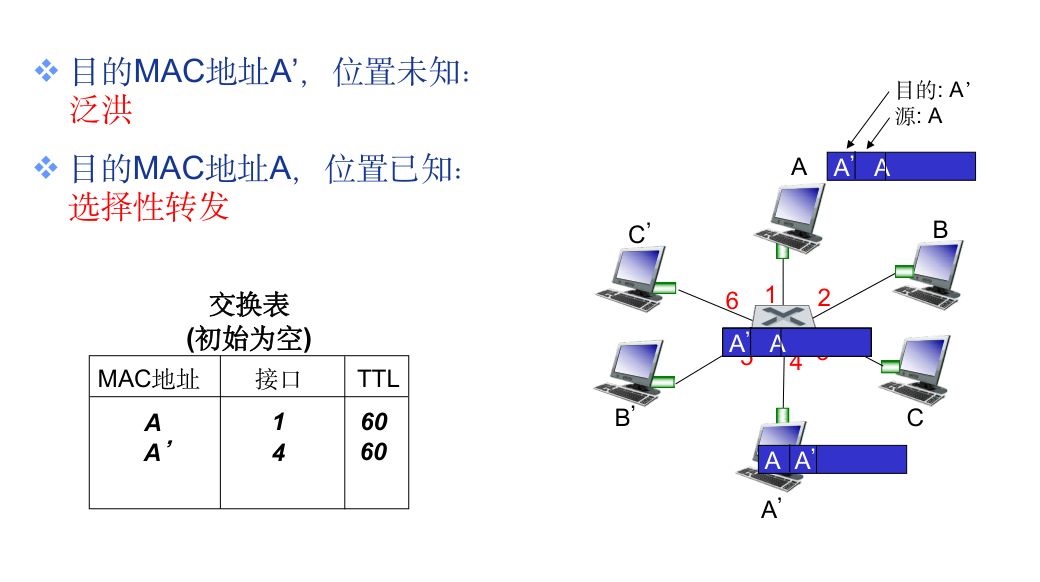 目的MAC地址A’，位置未知：
泛洪
目的MAC地址A，位置已知：
选择性转发
交换表
(初始为空)
MAC地址 接口 TTL
A 1 60
A’ 4 60
目的: A’
源: A
A
A’ A
C’
B
6
1
2
A’ A
5
4
B’
C
A A’
A’